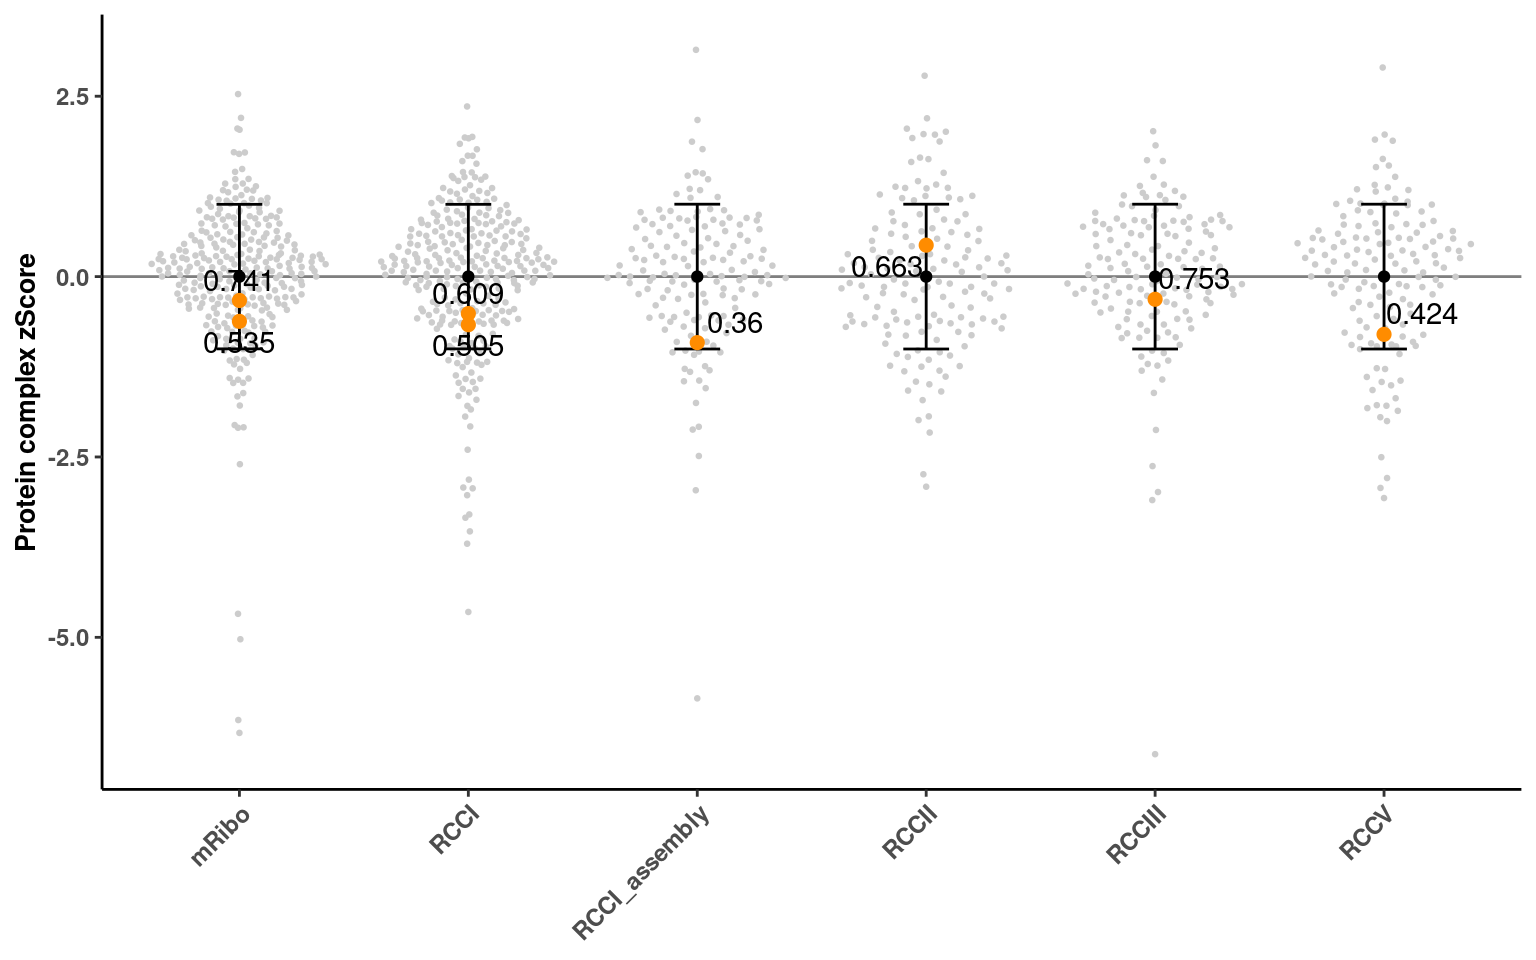 Protein complex zScore
2.5
0.0
-2.5
-5.0
0.741
0.535
0.609
0.505
0.36
0.663
0.753
0.424
mRibo
RCCI
RCCI_assembly
RCCII
RCCIII
RCCV